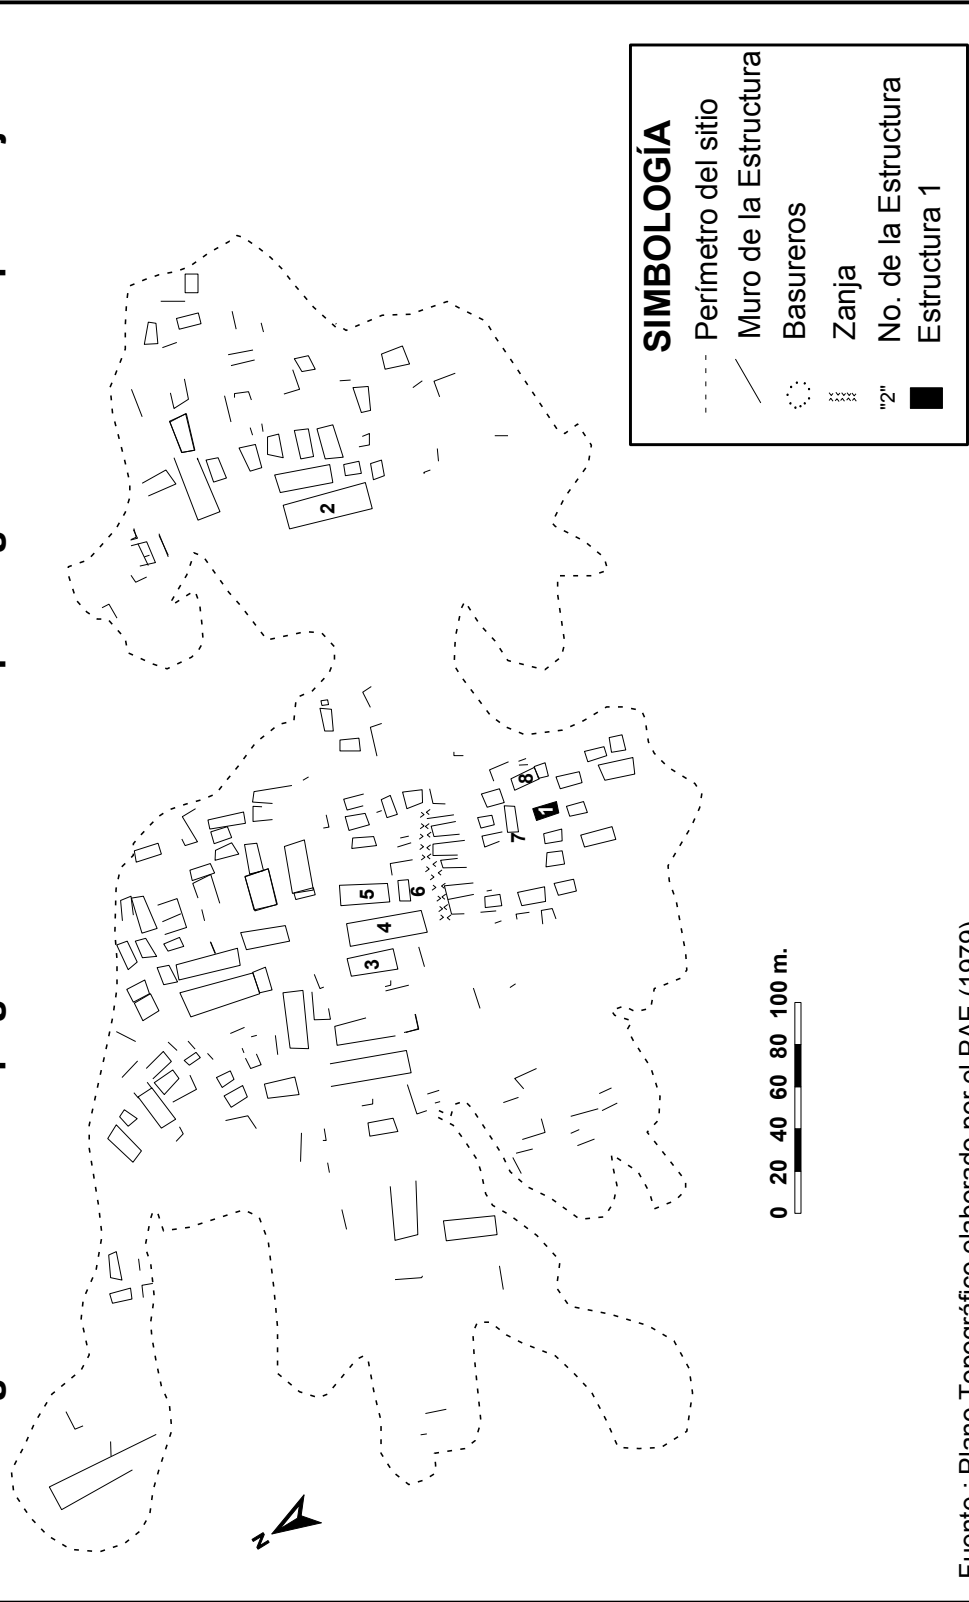 2
5
6
4
3
8
1
7
N
0 20 40 60 80 100 m.
SIMBOLOGÍA
Perímetro del sitio
Muro de la Estructura
Basureros
Zanja
"2" No. de la Estructura
Estructura 1
Fuente : Plano Topográfico elaborado por el PAF (1979)